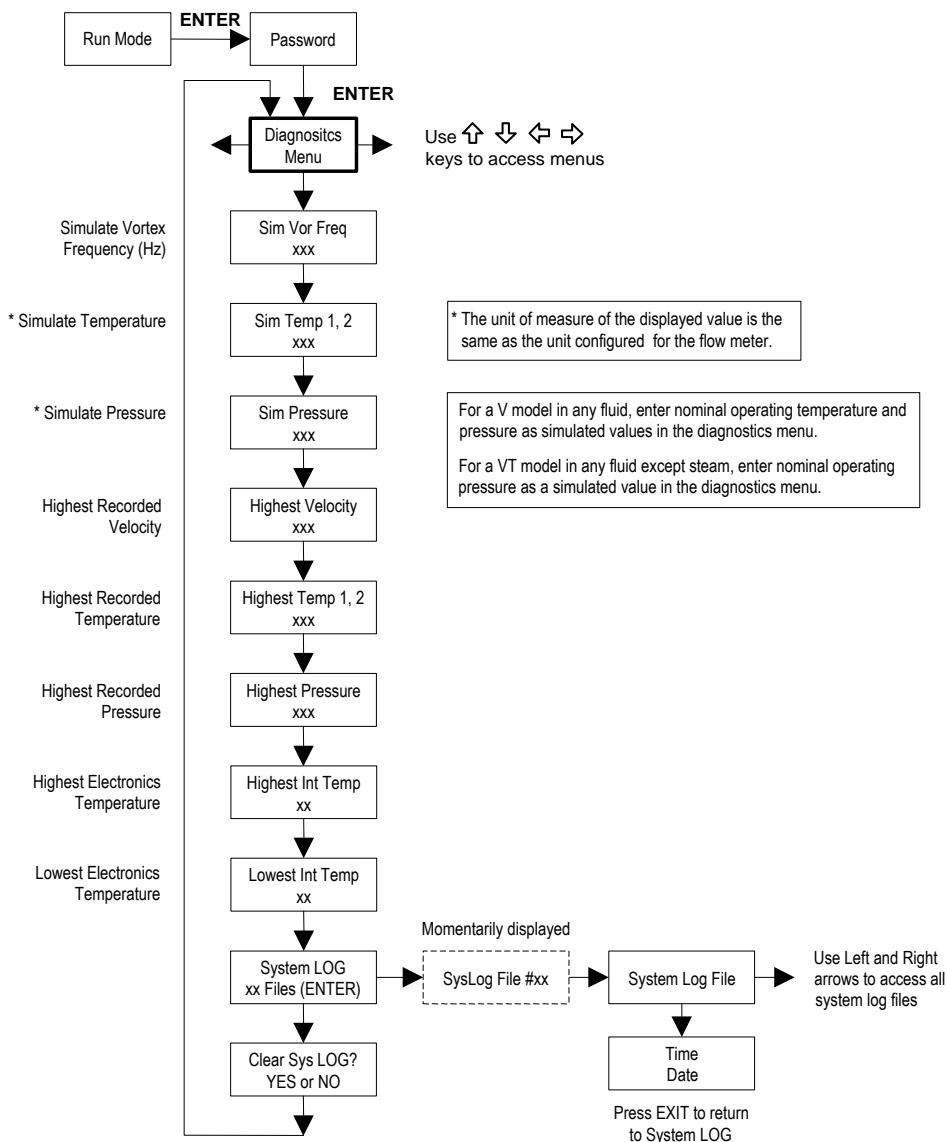 ENTER
Run Mode
Password
ENTER
Diagnositcs
Menu
Use
keys to access menus
Simulate Vortex
Frequency (Hz)
Sim Vor Freq
xxx
* Simulate Temperature
Sim Temp 1, 2
xxx
* The unit of measure of the displayed value is the
same as the unit configured for the flow meter.
* Simulate Pressure
Sim Pressure
xxx
For a V model in any fluid, enter nominal operating temperature and
pressure as simulated values in the diagnostics menu.
For a VT model in any fluid except steam, enter nominal operating
pressure as a simulated value in the diagnostics menu.
Highest Recorded
Velocity
Highest Velocity
xxx
Highest Recorded
Temperature
Highest Temp 1, 2
xxx
Highest Recorded
Pressure
Highest Pressure
xxx
Highest Electronics
Temperature
Highest Int Temp
xx
Lowest Electronics
Temperature
Lowest Int Temp
xx
System LOG
xx Files (ENTER)
Momentarily displayed
SysLog File #xx
System Log File
Use Left and Right
arrows to access all
system log files
Clear Sys LOG?
YES or NO
Time
Date
Press EXIT to return
to System LOG